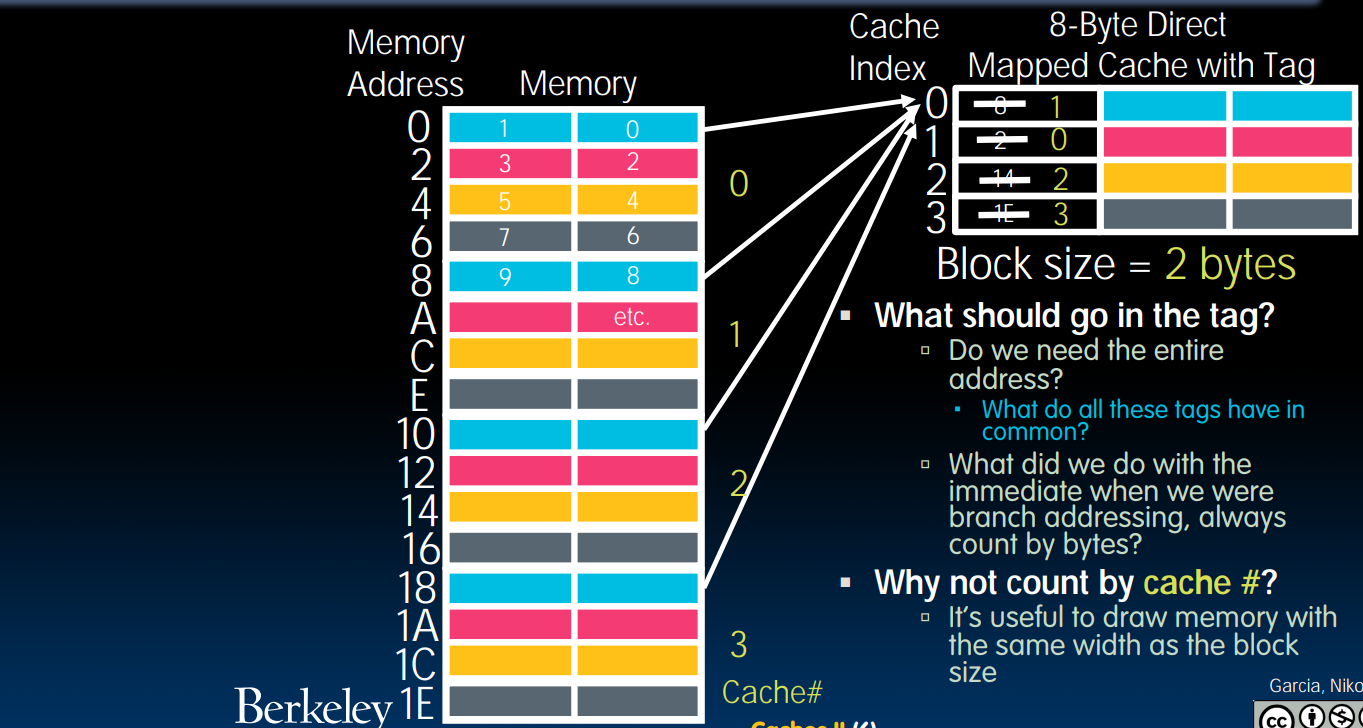 Memory
Address
Memory
0
1 0
2
3 2
4
5 4
6
7 6
8
9 8
A
etc.
C
E
10
12
14
16
18
1A
1C
1E
0
1
2
3
Cache#
Cache
Index
8-Byte Direct
Mapped Cache with Tag
0 8 1
1 2 0
2 14 2
3 1E 3
Block size = 2 bytes
▪ What should go in the tag?
▫ Do we need the entire
address?
▪ What do all these tags have in
common?
▫ What did we do with the
immediate when we were
branch addressing, always
count by bytes?
▪ Why not count by cache #?
▫ It’s useful to draw memory with
the same width as the block
size
Berkeley
Garcia, Niko
cc